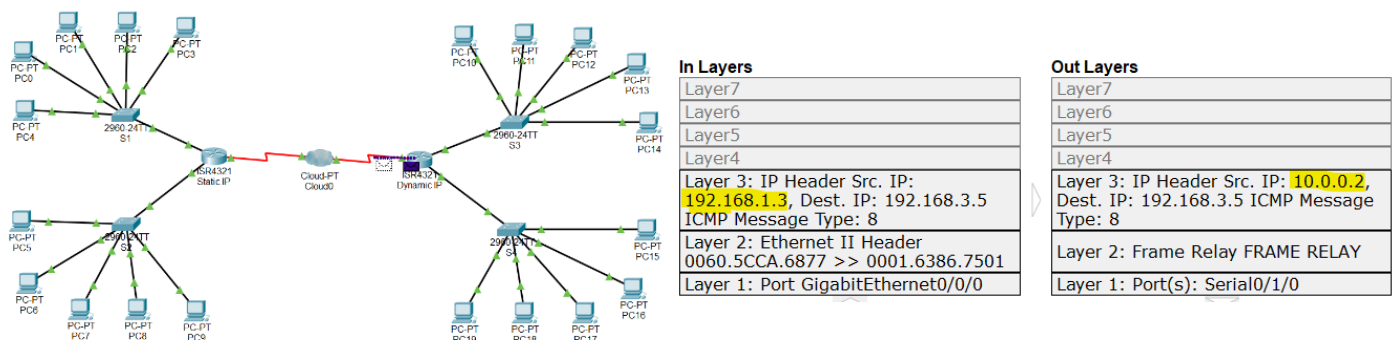 PC-PT
PC0
PC-PT
PC1
PC-PT
PC2
PC-PT
PC3
PC-PT
PC4
2960-24TT
S1
ISR4321
Static IP
Cloud-PT
Cloud0
ISR4321
Dynamic IP
PC-PT
PC5
2960-24TT
S2
PC-PT
PC6
PC-PT
PC7
PC-PT
PC8
PC-PT
PC9
PC-PT
PC10
PC-PT
PC11
PC-PT
PC12
PC-PT
PC13
PC-PT
PC14
2960-24TT
S3
2960-24TT
S4
PC-PT
PC15
PC-PT
PC16
PC-PT
PC17
PC-PT
PC18
PC-PT
PC19
In Layers
Layer7
Layer6
Layer5
Layer4
Layer 3: IP Header Src. IP:
192.168.1.3, Dest. IP: 192.168.3.5
ICMP Message Type: 8
Layer 2: Ethernet II Header
0060.5CCA.6877 >> 0001.6386.7501
Layer 1: Port GigabitEthernet0/0/0
Out Layers
Layer7
Layer6
Layer5
Layer4
Layer 3: IP Header Src. IP: 10.0.0.2,
Dest. IP: 192.168.3.5 ICMP Message
Type: 8
Layer 2: Frame Relay FRAME RELAY
Layer 1: Port(s): Serial0/1/0